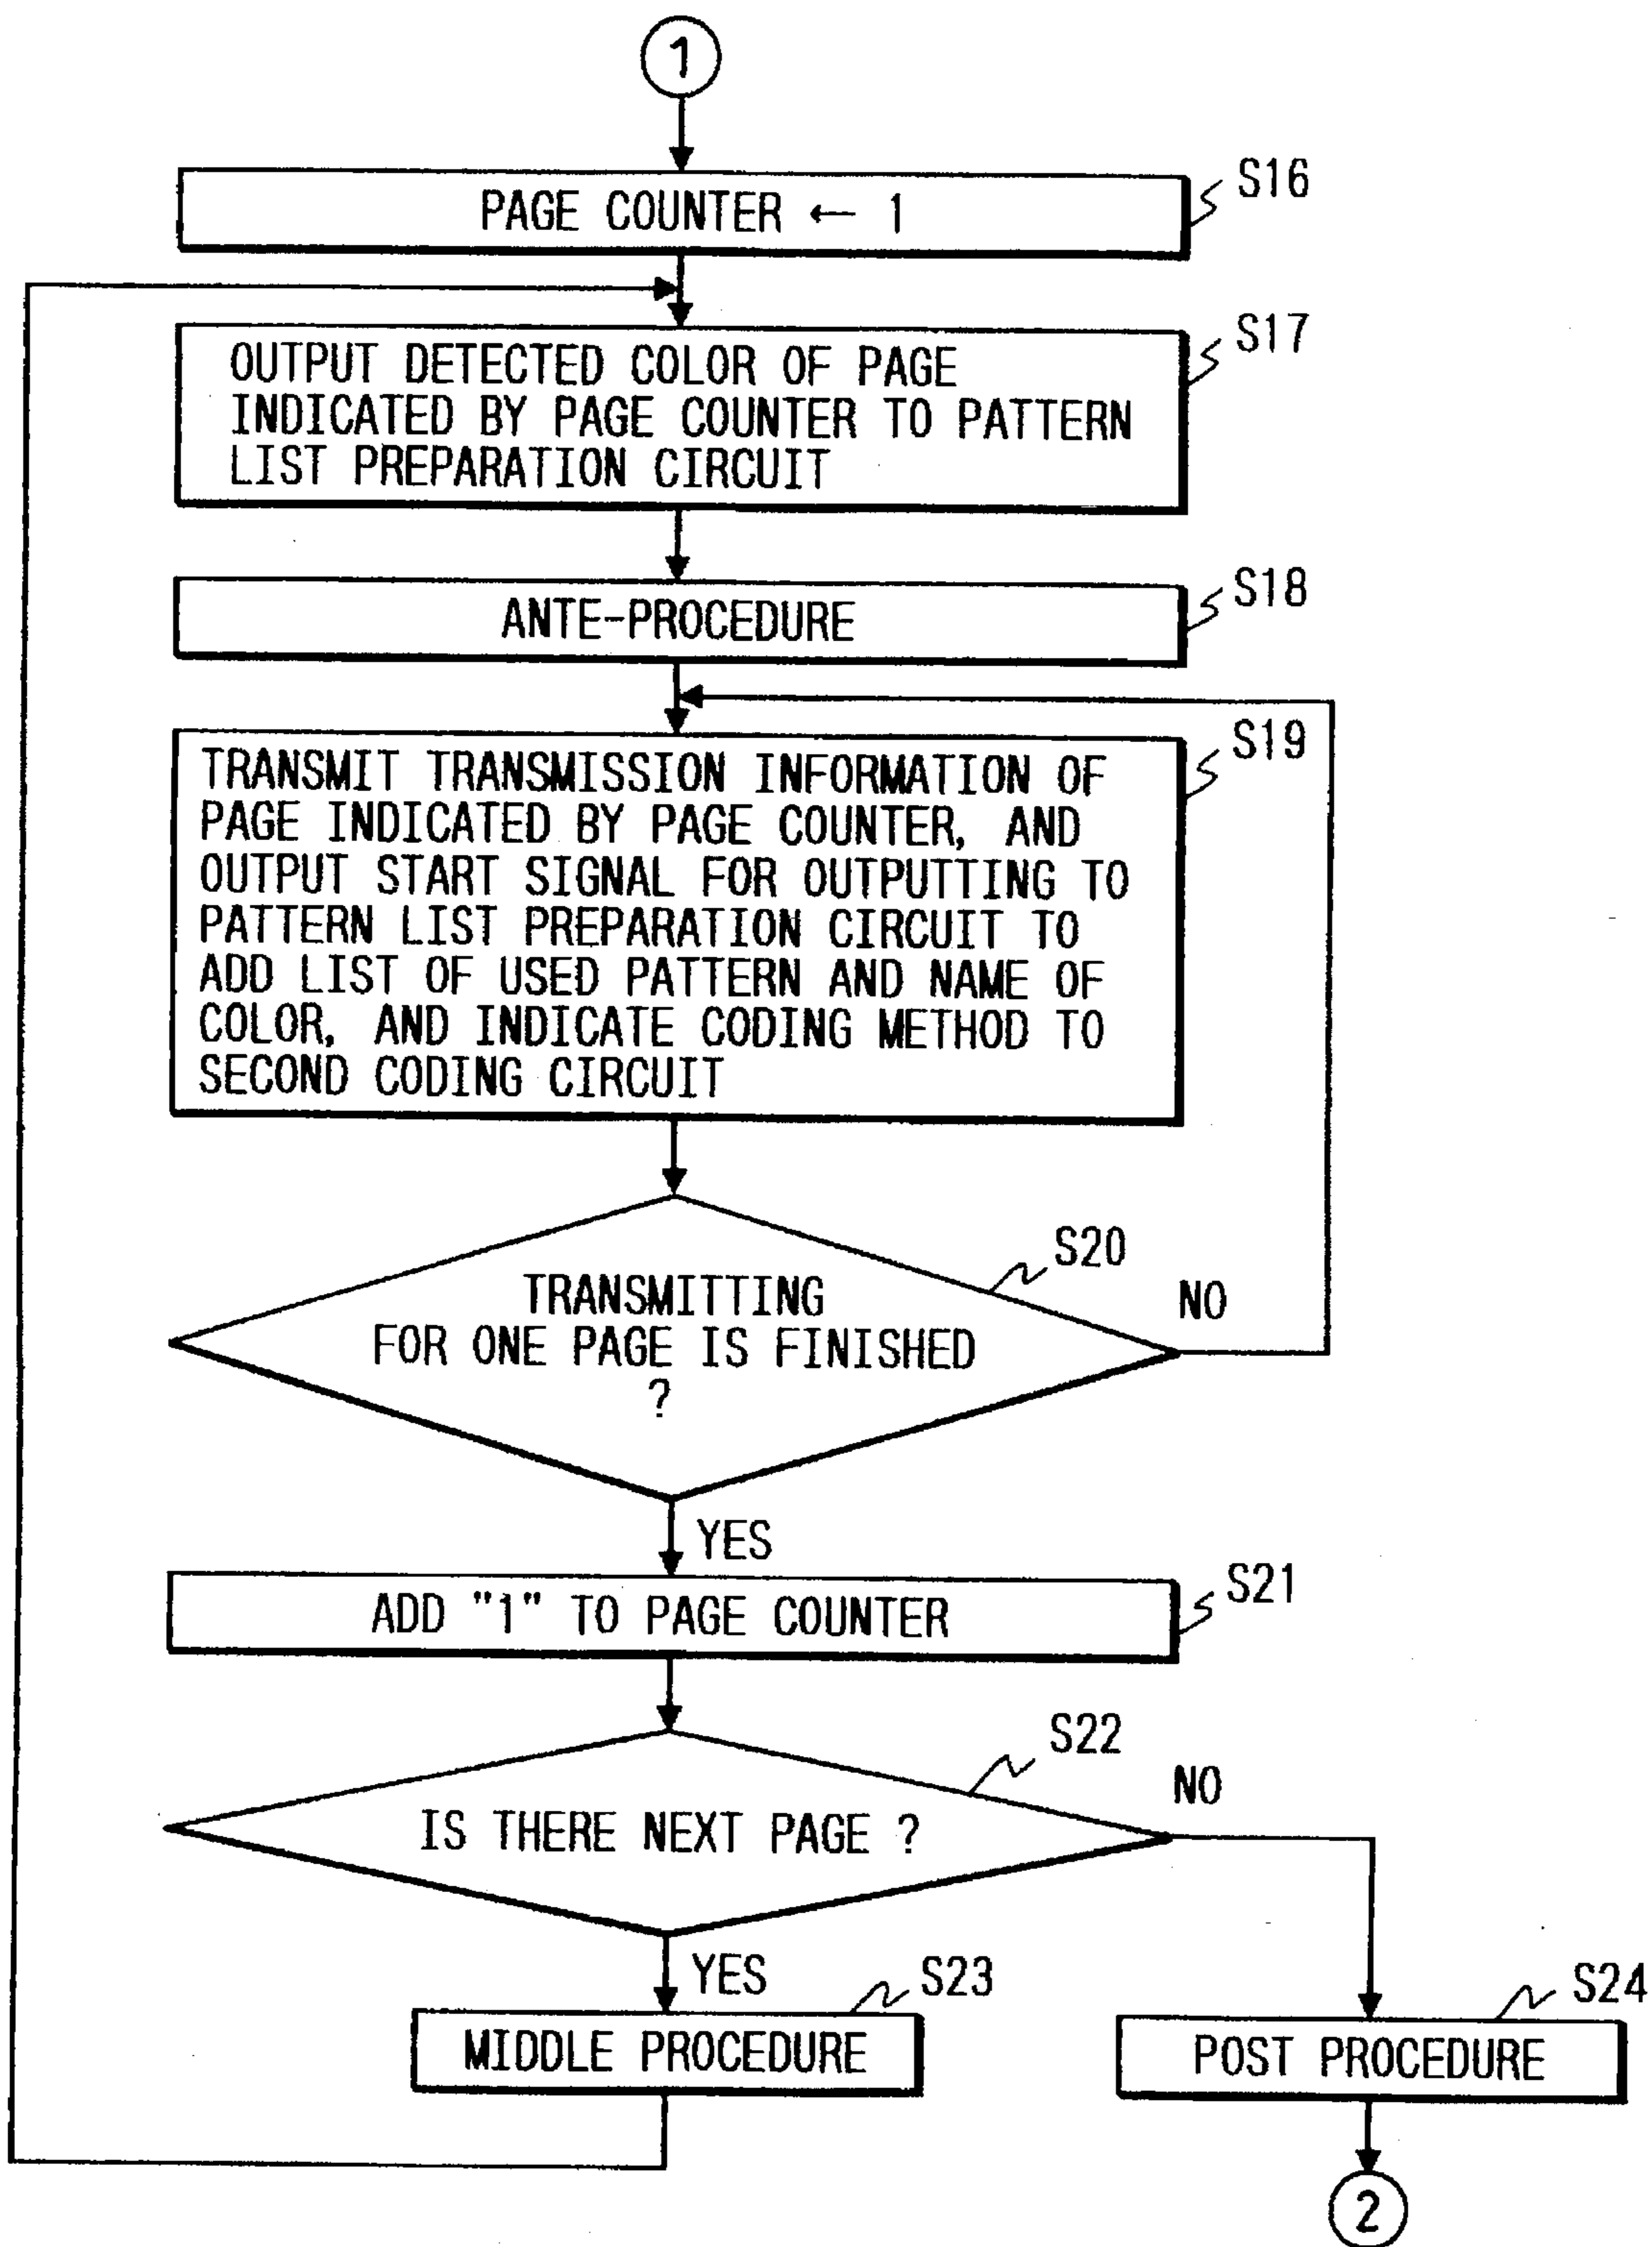 1
S16
PAGE COUNTER ← 1
S17
OUTPUT DETECTED COLOR OF PAGE
INDICATED BY PAGE COUNTER TO PATTERN
LIST PREPARATION CIRCUIT
S18
ANTE-PROCEDURE
S19
TRANSMIT TRANSMISSION INFORMATION OF
PAGE INDICATED BY PAGE COUNTER, AND
OUTPUT START SIGNAL FOR OUTPUTTING TO
PATTERN LIST PREPARATION CIRCUIT TO
ADD LIST OF USED PATTERN AND NAME OF
COLOR, AND INDICATE CODING METHOD TO
SECOND CODING CIRCUIT
S20
TRANSMITTING
FOR ONE PAGE IS FINISHED
?
NO
YES
S21
ADD "1" TO PAGE COUNTER
S22
IS THERE NEXT PAGE ?
NO
YES
S23
MIDDLE PROCEDURE
S24
POST PROCEDURE
2